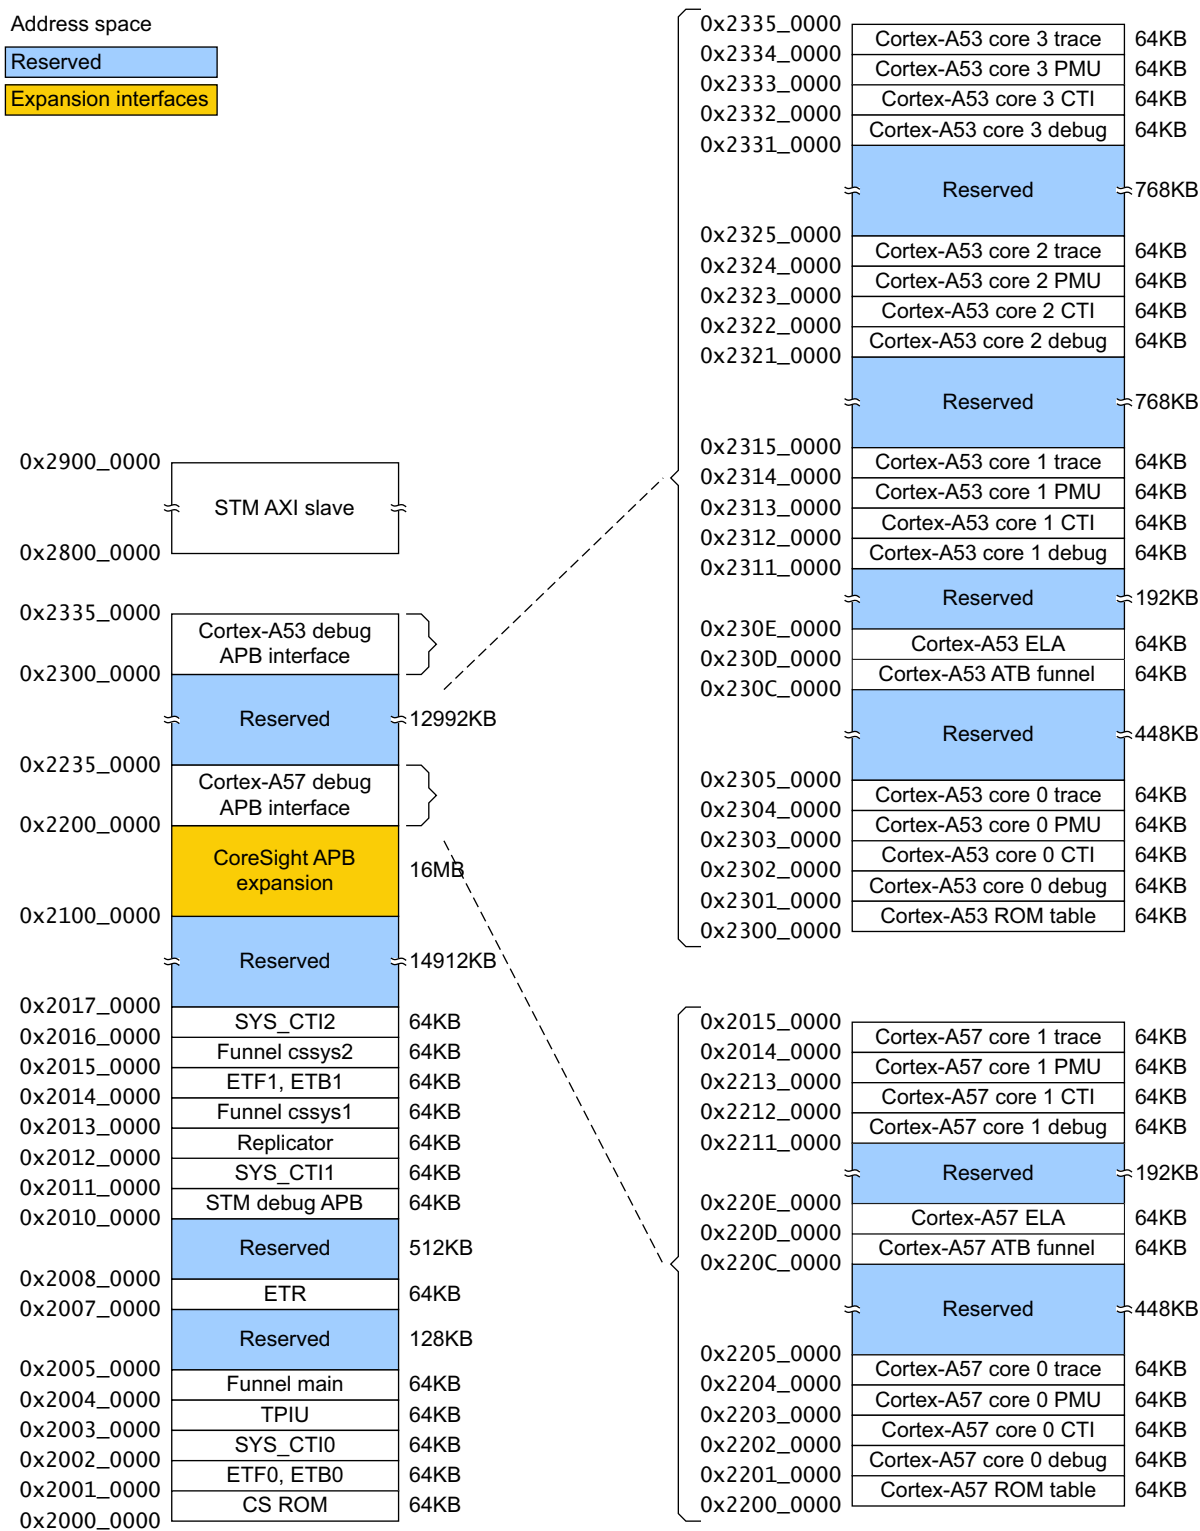 Address space
Reserved
Expansion interfaces
0x2900_0000
STM AXI slave
0x2800_0000
0x2335_0000
Cortex-A53 debug
APB interface
0x2300_0000
Reserved
12992KB
0x2235_0000
Cortex-A57 debug
APB interface
0x2200_0000
CoreSight APB
expansion
16MB
0x2100_0000
Reserved
14912KB
0x2017_0000
SYS_CTI2 64KB
0x2016_0000
Funnel cssys2 64KB
0x2015_0000
ETF1, ETB1 64KB
0x2014_0000
Funnel cssys1 64KB
0x2013_0000
Replicator 64KB
0x2012_0000
SYS_CTI1 64KB
0x2011_0000
STM debug APB 64KB
0x2010_0000
Reserved 512KB
0x2008_0000
ETR 64KB
0x2007_0000
Reserved 128KB
0x2005_0000
Funnel main 64KB
0x2004_0000
TPIU 64KB
0x2003_0000
SYS_CTI0 64KB
0x2002_0000
ETF0, ETB0 64KB
0x2001_0000
CS ROM 64KB
0x2000_0000
0x2335_0000
Cortex-A53 core 3 trace 64KB
0x2334_0000
Cortex-A53 core 3 PMU 64KB
0x2333_0000
Cortex-A53 core 3 CTI 64KB
0x2332_0000
Cortex-A53 core 3 debug 64KB
0x2331_0000
Reserved 768KB
0x2325_0000
Cortex-A53 core 2 trace 64KB
0x2324_0000
Cortex-A53 core 2 PMU 64KB
0x2323_0000
Cortex-A53 core 2 CTI 64KB
0x2322_0000
Cortex-A53 core 2 debug 64KB
0x2321_0000
Reserved 768KB
0x2315_0000
Cortex-A53 core 1 trace 64KB
0x2314_0000
Cortex-A53 core 1 PMU 64KB
0x2313_0000
Cortex-A53 core 1 CTI 64KB
0x2312_0000
Cortex-A53 core 1 debug 64KB
0x2311_0000
Reserved 192KB
0x230E_0000
Cortex-A53 ELA 64KB
0x230D_0000
Cortex-A53 ATB funnel 64KB
0x230C_0000
Reserved 448KB
0x2305_0000
Cortex-A53 core 0 trace 64KB
0x2304_0000
Cortex-A53 core 0 PMU 64KB
0x2303_0000
Cortex-A53 core 0 CTI 64KB
0x2302_0000
Cortex-A53 core 0 debug 64KB
0x2301_0000
Cortex-A53 ROM table 64KB
0x2300_0000
0x2015_0000
Cortex-A57 core 1 trace 64KB
0x2014_0000
Cortex-A57 core 1 PMU 64KB
0x2213_0000
Cortex-A57 core 1 CTI 64KB
0x2212_0000
Cortex-A57 core 1 debug 64KB
0x2211_0000
Reserved 192KB
0x220E_0000
Cortex-A57 ELA 64KB
0x220D_0000
Cortex-A57 ATB funnel 64KB
0x220C_0000
Reserved 448KB
0x2205_0000
Cortex-A57 core 0 trace 64KB
0x2204_0000
Cortex-A57 core 0 PMU 64KB
0x2203_0000
Cortex-A57 core 0 CTI 64KB
0x2202_0000
Cortex-A57 core 0 debug 64KB
0x2201_0000
Cortex-A57 ROM table 64KB
0x2200_0000